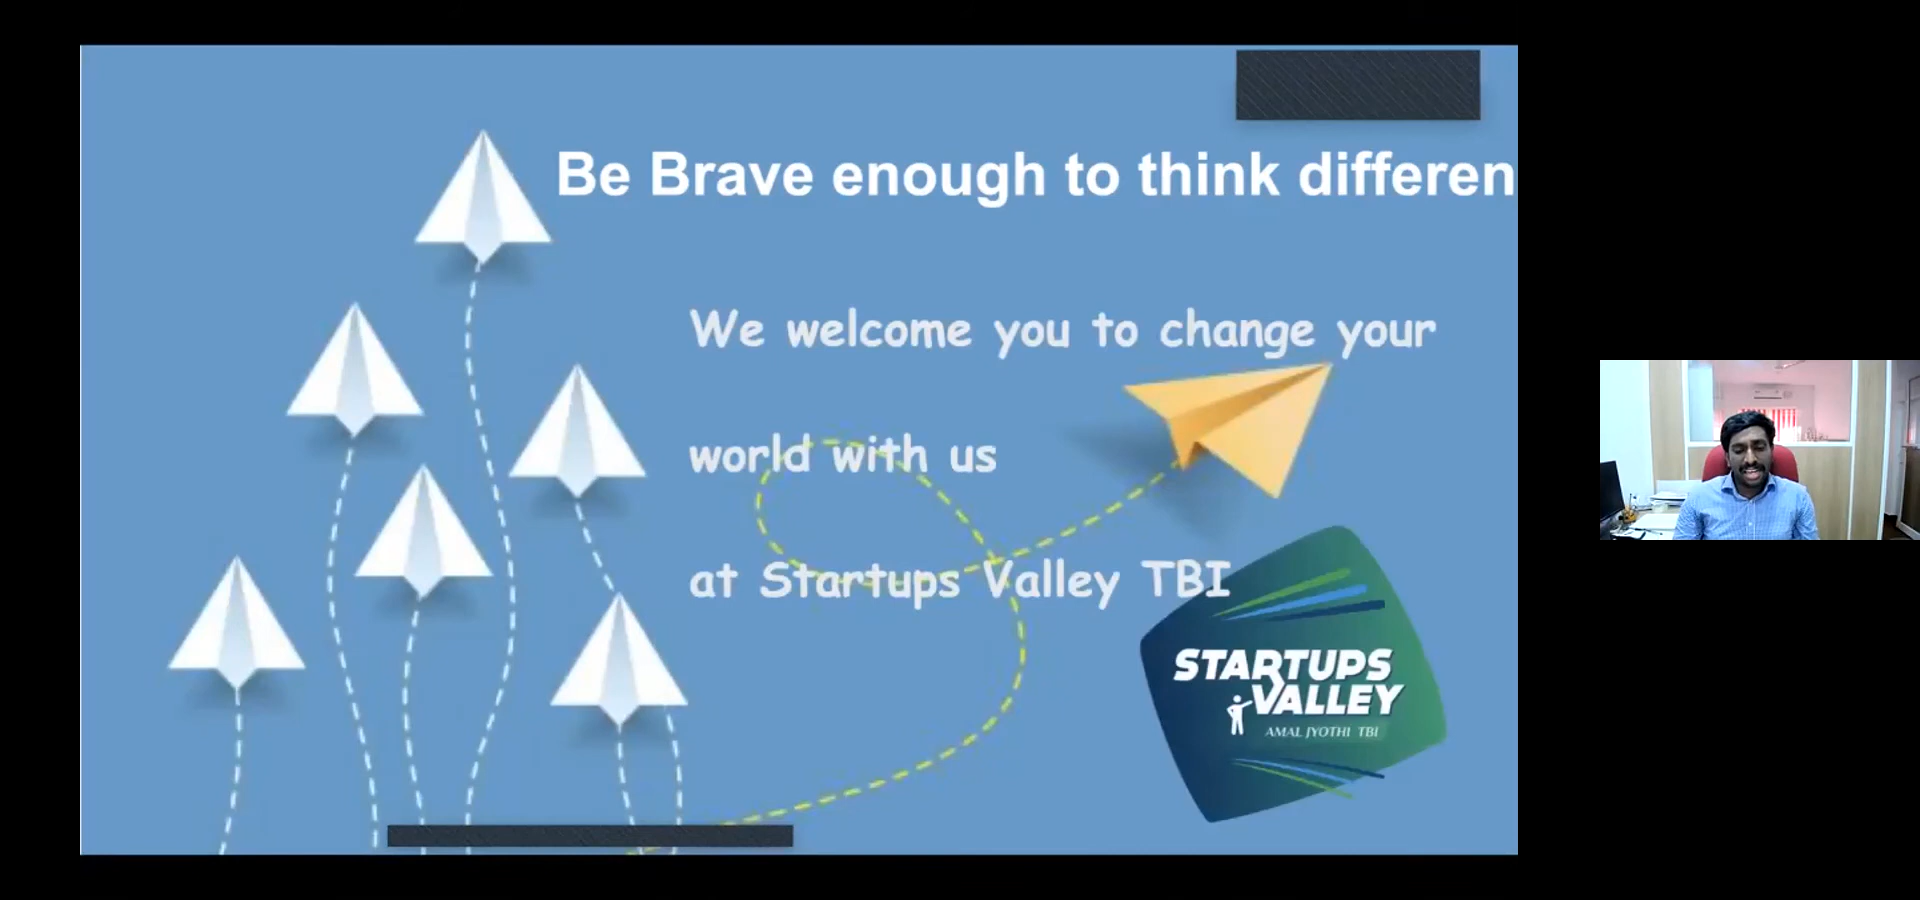 Be Brave enough to think differen
We welcome you to change your
world with us
at Startups Valley TBI
STARTUPS
VALLEY
AMAL JYOTHI TBI